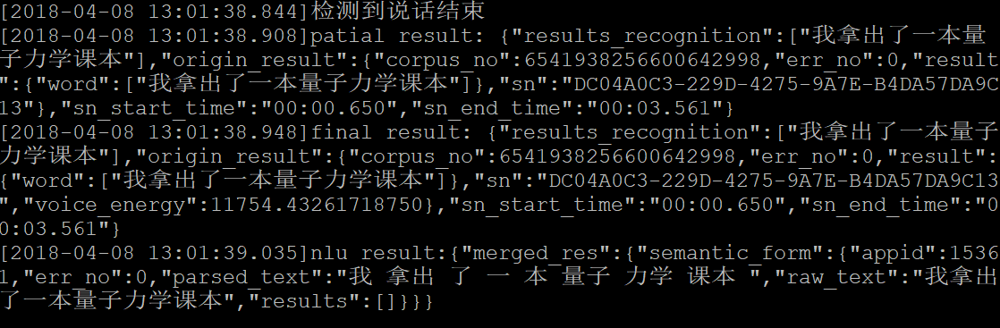 [2018-04-08 13:01:38.844]检测到说话结束
[2018-04-08 13:01:38.908]patial result: {"results_recognition":["我拿出了一本量
子力学课本"],"origin_result":{"corpus_no":6541938256600642998,"err_no":0,"result
":{"word":["我拿出了一本量子力学课本"]},"sn":"DC04A0C3-229D-4275-9A7E-B4DA57DA9C
13"},"sn_start_time":"00:00.650","sn_end_time":"00:03.561"}
[2018-04-08 13:01:38.948]final result: {"results_recognition":["我拿出了一本量子
力学课本"],"origin_result":{"corpus_no":6541938256600642998,"err_no":0,"result":
{"word":["我拿出了一本量子力学课本"]},"sn":"DC04A0C3-229D-4275-9A7E-B4DA57DA9C13
","voice_energy":11754.43261718750},"sn_start_time":"00:00.650","sn_end_time":"0
0:03.561"}
[2018-04-08 13:01:39.035]nlu result:{"merged_res":{"semantic_form":{"appid":1536
1,"err_no":0,"parsed_text":"我 拿出 了 一 本 量子 力学 课本 ","raw_text":"我拿出
了一本量子力学课本","results":[]}}}